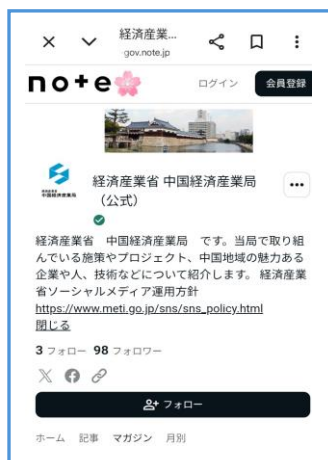 経済産業...
gov.note.jp
note
ログイン
会員登録
経済産業省 中国経済産業局
（公式）
経済産業省　中国経済産業局　です。当局で取り組
んでいる施策やプロジェクト、中国地域の魅力ある
企業や人、技術などについて紹介します。 経済産業
省ソーシャルメディア運用方針
https://www.meti.go.jp/sns/sns_policy.html
閉じる
3 フォロー 98 フォロワー
フォロー
ホーム 記事 マガジン 月別